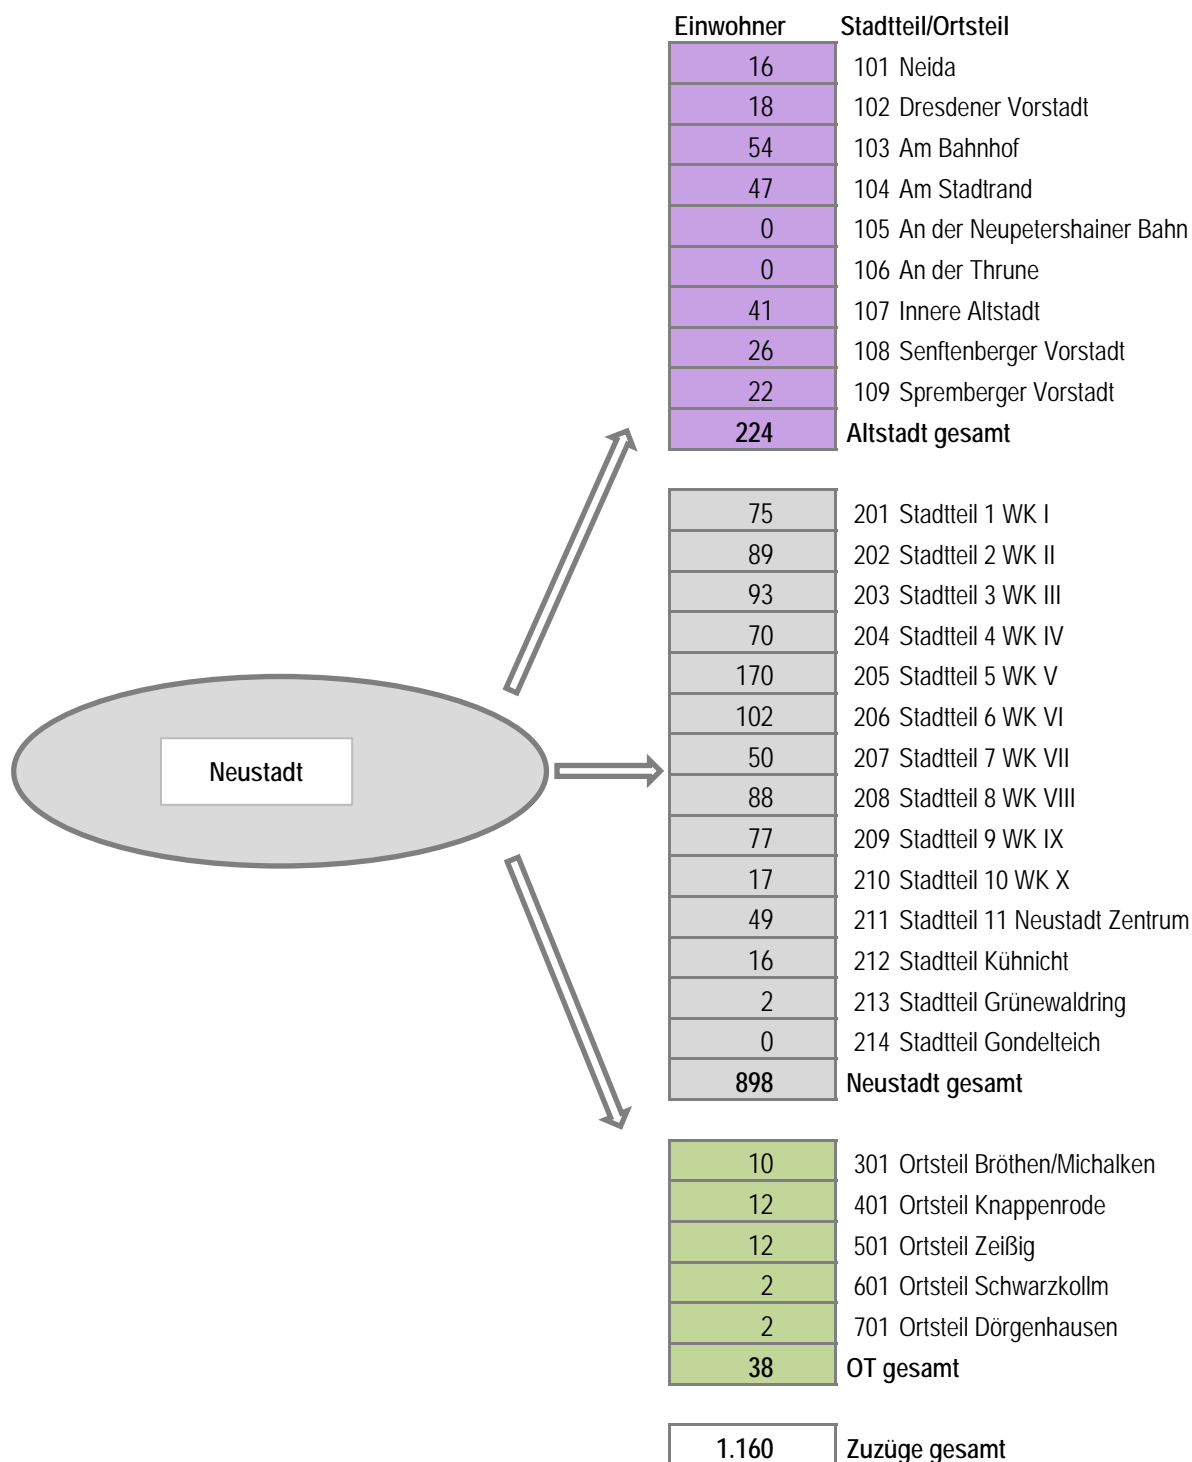 Einwohner Stadtteil/Ortsteil
16 101 Neida
18 102 Dresdener Vorstadt
54 103 Am Bahnhof
47 104 Am Stadtrand
0 105 An der Neupetershainer Bahn
0 106 An der Thrune
41 107 Innere Altstadt
26 108 Senftenberger Vorstadt
22 109 Spremberger Vorstadt
224 Altstadt gesamt
75 201 Stadtteil 1 WK I
89 202 Stadtteil 2 WK II
93 203 Stadtteil 3 WK III
70 204 Stadtteil 4 WK IV
170 205 Stadtteil 5 WK V
102 206 Stadtteil 6 WK VI
Neustadt
50 207 Stadtteil 7 WK VII
88 208 Stadtteil 8 WK VIII
77 209 Stadtteil 9 WK IX
17 210 Stadtteil 10 WK X
49 211 Stadtteil 11 Neustadt Zentrum
16 212 Stadtteil Kühnicht
2 213 Stadtteil Grünewaldring
0 214 Stadtteil Gondelteich
898 Neustadt gesamt
10 301 Ortsteil Bröthen/Michalken
12 401 Ortsteil Knappenrode
12 501 Ortsteil Zeißig
2 601 Ortsteil Schwarzkollm
2 701 Ortsteil Dörgenhausen
38 OT gesamt
1.160 Zuzüge gesamt